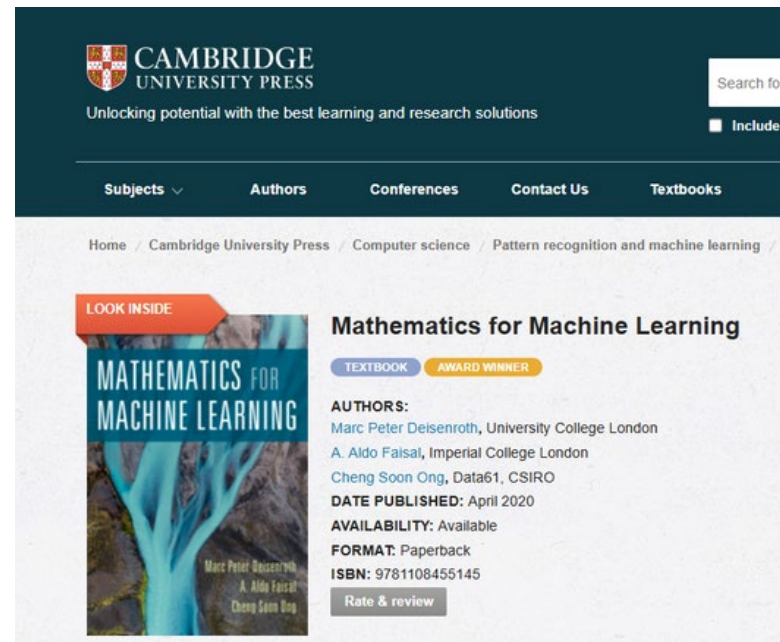 CAMBRIDGE
UNIVERSITY PRESS
Unlocking potential with the best learning and research solutions
Search fo
Include
Subjects
Authors
Conferences
Contact Us
Textbooks
Home / Cambridge University Press / Computer science / Pattern recognition and machine learning /
LOOK INSIDE
MATHEMATICS FOR
MACHINE LEARNING
Marc Peter Deisenroth
A. Aldo Faisal
Cheng Soon Ong
Mathematics for Machine Learning
TEXTBOOK
AWARD WINNER
AUTHORS:
Marc Peter Deisenroth, University College London
A. Aldo Faisal, Imperial College London
Cheng Soon Ong, Data61, CSIRO
DATE PUBLISHED: April 2020
AVAILABILITY: Available
FORMAT: Paperback
ISBN: 9781108455145
Rate & review